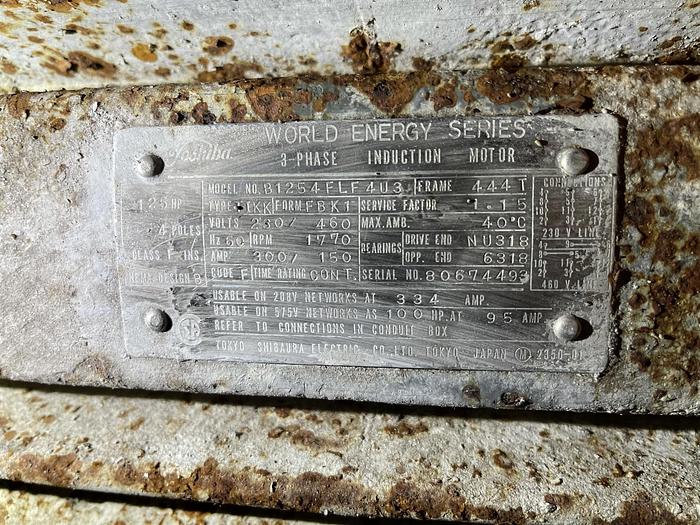 Toshiba WORLD ENERGY SERIES
3-PHASE INDUCTION MOTOR
125 HP
4 POLES
CLASS F INS.
NEMA DESIGN B
MODEL NO. B1254FLF4U3 FRAME 444T
TYPE IKK FORM FBK1 SERVICE FACTOR 1.15
VOLTS 230/ 460 MAX. AMB. 40°C
Hz 60 RPM 1770 BEARINGS DRIVE END NU318
AMP. 300/ 150 OPP. END 6318
CODE F TIME RATING CONT. SERIAL NO. 80674493
CONNECTIONS
230 V LINE
460 V LINE
USABLE ON 208V NETWORKS AT 334 AMP.
USABLE ON 575V NETWORKS AS 100 HP. AT 95 AMP
REFER TO CONNECTIONS IN CONDUIT BOX
TOKYO SHIBAURA ELECTRIC CO., LTD. TOKYO JAPAN (M) 2350-01